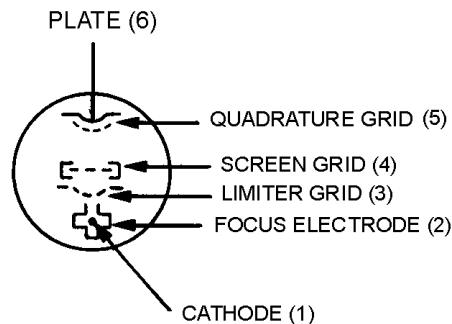 PLATE (6)
QUADRATURE GRID (5)
SCREEN GRID (4)
LIMITER GRID (3)
FOCUS ELECTRODE (2)
CATHODE (1)